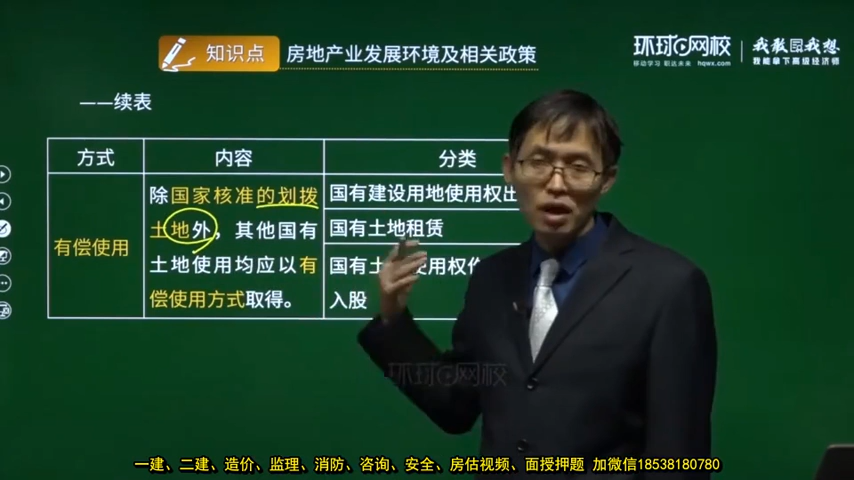 知识点 房地产业发展环境及相关政策
环球网校 我敢我想
移动学习 职达未来 hqwx.com 我能拿下高级经济师
——续表
方式 内容 分类
有偿使用
除国家核准的划拨
土地外，其他国有
土地使用均应以有
偿使用方式取得。
国有建设用地使用权出
国有土地租赁
国有土 使用权作
入股
环球网校
一建、二建、造价、监理、消防、咨询、安全、房估视频、面授押题 加微信18538180780